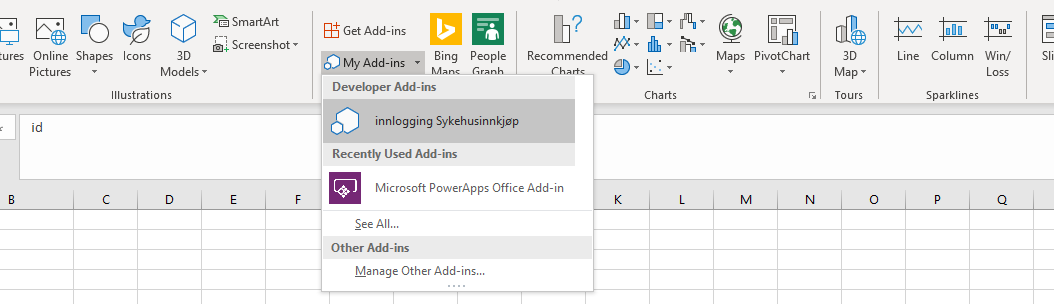 SmartArt
Screenshot
Pictures
Online Pictures
Shapes
Icons
3D Models
Illustrations
Get Add-ins
My Add-ins
Bing Maps
People Graph
Recommended Charts
Charts
Maps
PivotChart
3D Map
Tours
Line
Column
Win/
Loss
Sparklines
Developer Add-ins
innlogging Sykehusinnkjøp
Recently Used Add-ins
Microsoft PowerApps Office Add-in
See All...
Other Add-ins
Manage Other Add-ins...
id
B C D E F K L M N O P Q